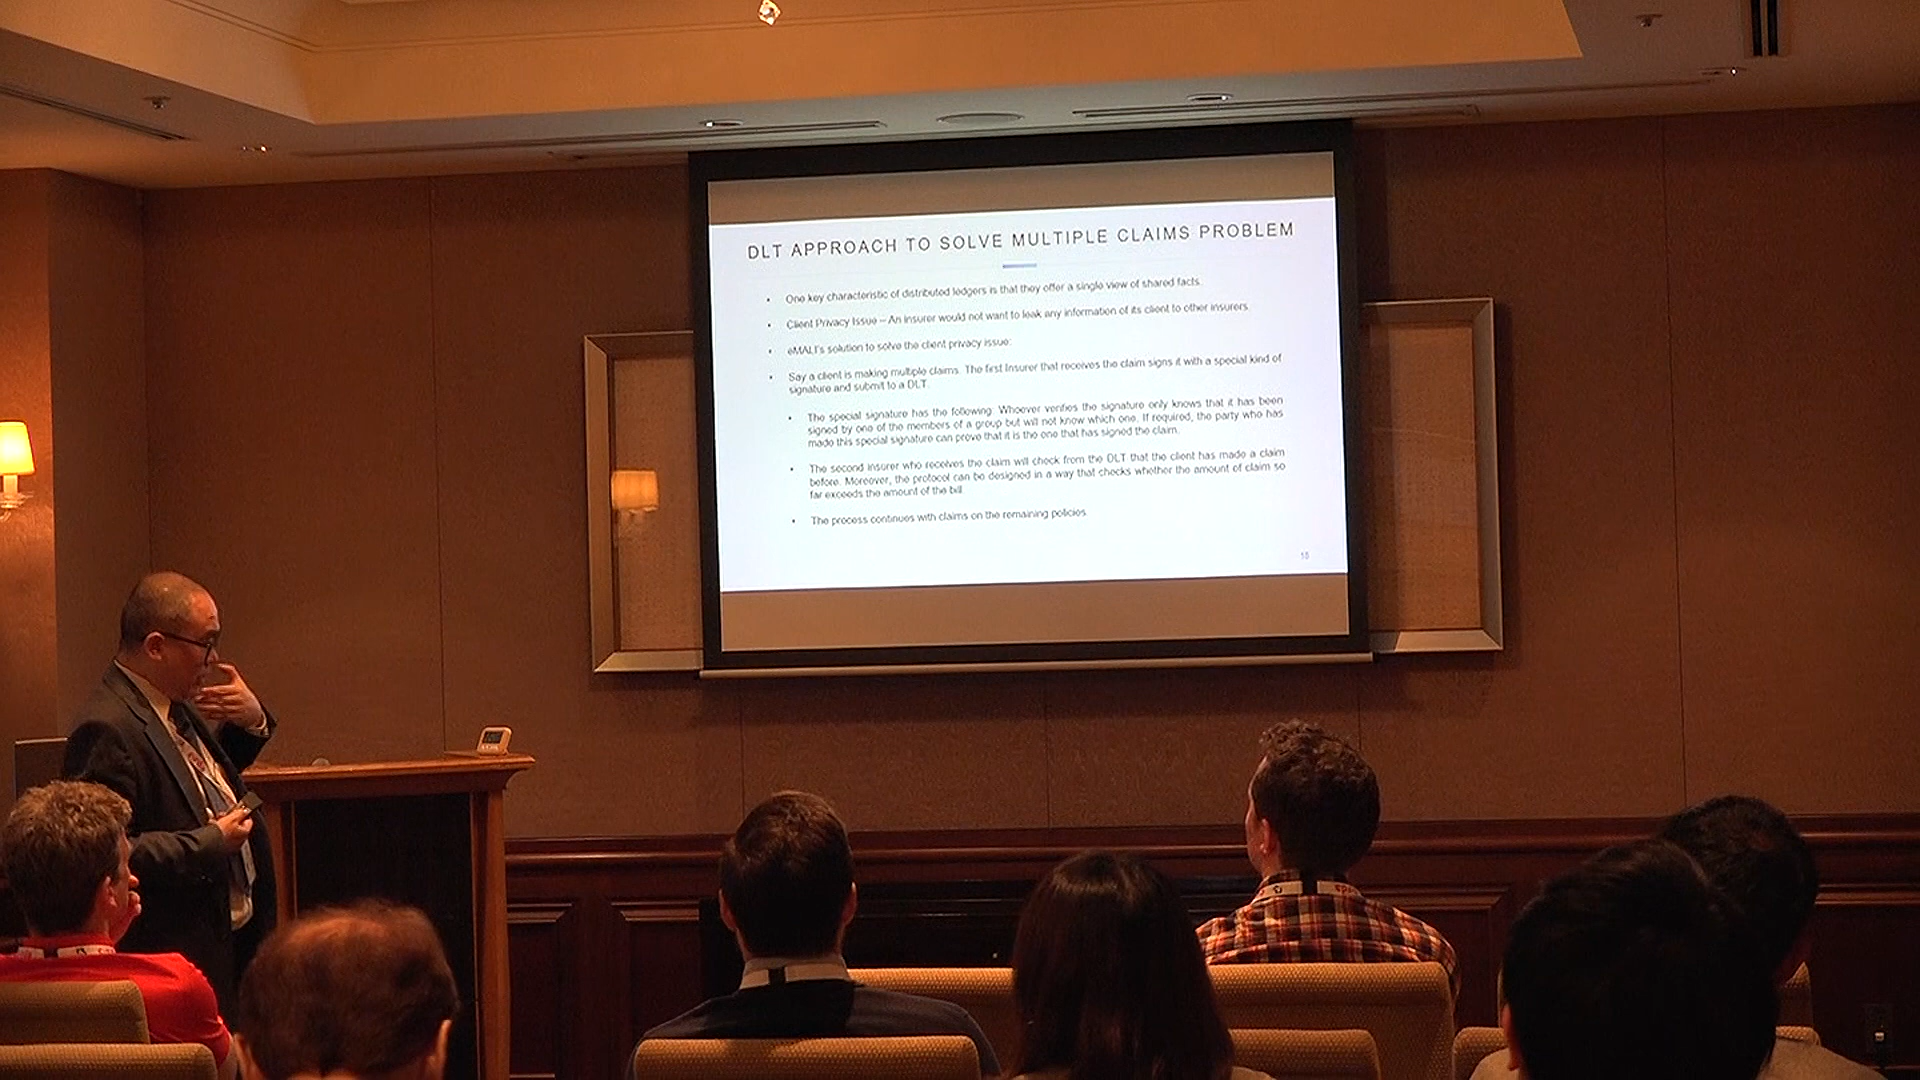 DLT APPROACH TO SOLVE MULTIPLE CLAIMS PROBLEM
• One key characteristic of distributed ledgers is that they offer a single view of shared facts.
• Client Privacy Issue – An insurer would not want to leak any information of its client to other insurers.
• eMALI's solution to solve the client privacy issue:
• Say a client is making multiple claims. The first Insurer that receives the claim signs it with a special kind of
signature and submit to a DLT.
• The special signature has the following: Whoever verifies the signature only knows that it has been
signed by one of the members of a group but will not know which one. If required, the party who has
made this special signature can prove that it is the one that has signed the claim.
• The second insurer who receives the claim will check from the DLT that the client has made a claim
before. Moreover, the protocol can be designed in a way that checks whether the amount of claim so
far exceeds the amount of the bill
• The process continues with claims on the remaining policies.